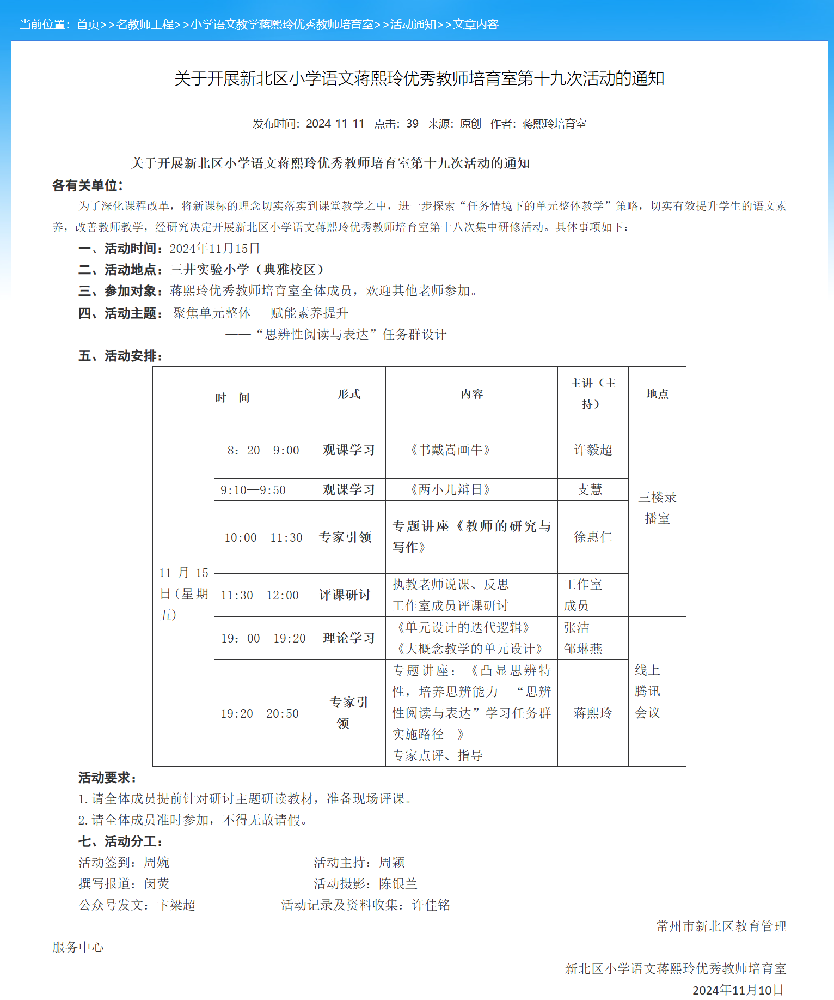 当前位置：首页>>名教师工程>>小学语文教学蒋熙玲优秀教师培育室>>活动通知>>文章内容
关于开展新北区小学语文蒋熙玲优秀教师培育室第十九次活动的通知
发布时间：2024-11-11 点击：39 来源：原创 作者：蒋熙玲培育室
关于开展新北区小学语文蒋熙玲优秀教师培育室第十九次活动的通知
各有关单位：
为了深化课程改革，将新课标的理念切实落实到课堂教学之中，进一步探索“任务情境下的单元整体教学”策略，切实有效提升学生的语文素
养，改善教师教学，经研究决定开展新北区小学语文蒋熙玲优秀教师培育室第十八次集中研修活动。具体事项如下：
一、活动时间：2024年11月15日
二、活动地点：三井实验小学（典雅校区）
三、参加对象：蒋熙玲优秀教师培育室全体成员，欢迎其他老师参加。
四、活动主题： 聚焦单元整体 赋能素养提升
——“思辨性阅读与表达”任务群设计
五、活动安排：
时 间
形式
内容
主讲（主
持）
地点
11 月 15
日(星期
五)
8：20—9:00
观课学习
《书戴嵩画牛》
许毅超
三楼录
播室
9:10—9:50
观课学习
《两小儿辩日》
支慧
10:00—11:30
专家引领
专题讲座《教师的研究与
写作》
徐惠仁
11:30—12:00
评课研讨
执教老师说课、反思
工作室成员评课研讨
工作室
成员
19：00—19:20
理论学习
《单元设计的迭代逻辑》
《大概念教学的单元设计》
张洁
邹琳燕
线上
腾讯
会议
19:20- 20:50
专家引
领
专题讲座：《凸显思辨特
性，培养思辨能力—“思辨
性阅读与表达”学习任务群
实施路径 》
专家点评、指导
蒋熙玲
活动要求：
1.请全体成员提前针对研讨主题研读教材，准备现场评课。
2.请全体成员准时参加，不得无故请假。
七、活动分工：
活动签到：周婉 活动主持：周颖
撰写报道：闵荧 活动摄影：陈银兰
公众号发文：卞梁超 活动记录及资料收集：许佳铭
常州市新北区教育管理
服务中心
新北区小学语文蒋熙玲优秀教师培育室
2024年11月10日